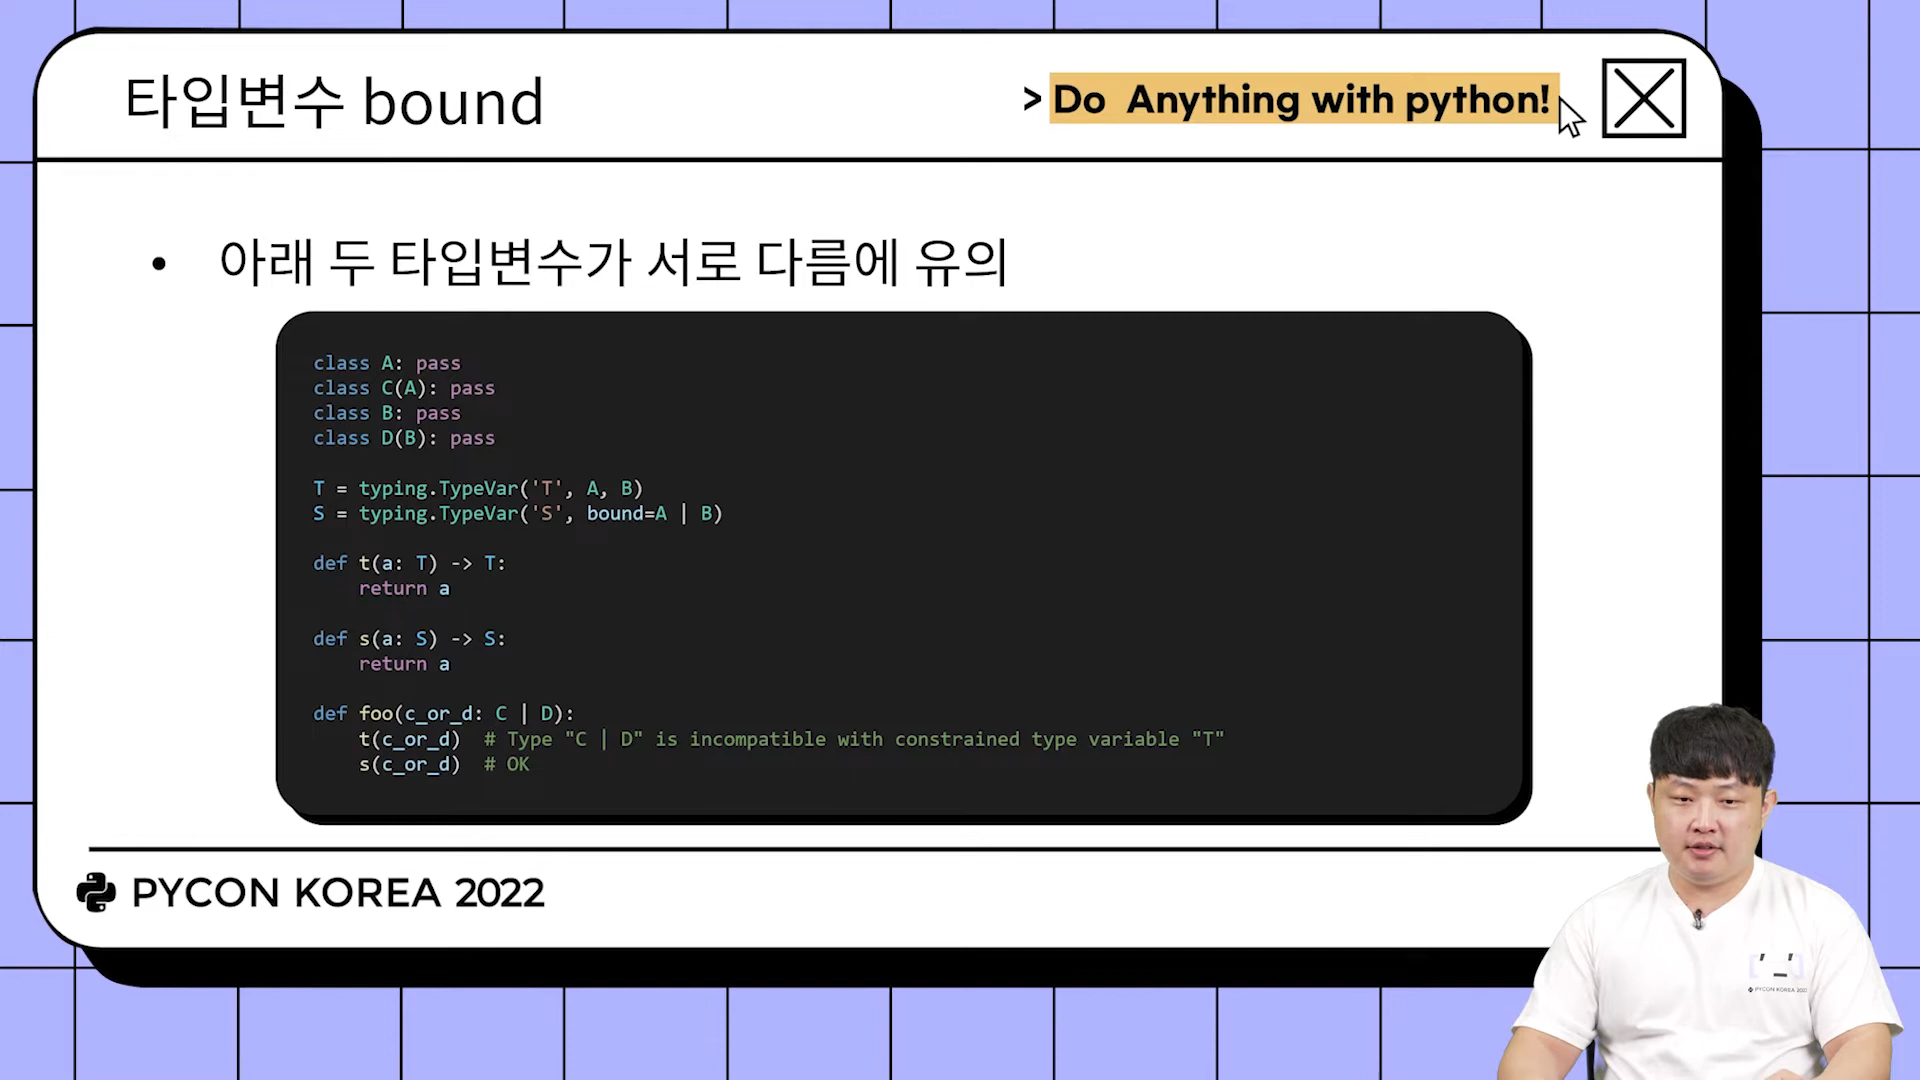 타입변수 bound
> Do Anything with python!
• 아래 두 타입변수가 서로 다름에 유의
class A: pass
class C(A): pass
class B: pass
class D(B): pass
T = typing.TypeVar('T', A, B)
S = typing.TypeVar('S', bound=A | B)
def t(a: T) -> T:
    return a
def s(a: S) -> S:
    return a
def foo(c_or_d: C | D):
    t(c_or_d)  # Type "C | D" is incompatible with constrained type variable "T"
    s(c_or_d)  # OK
PYCON KOREA 2022
PYCON KOREA 2022